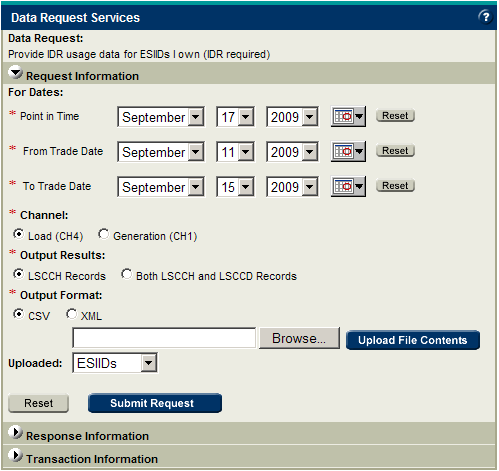 Data Request Services ?
Data Request:
Provide IDR usage data for ESIIDs I own (IDR required)
Request Information
For Dates:
* Point in Time September 17 2009 Reset
* From Trade Date September 11 2009 Reset
* To Trade Date September 15 2009 Reset
* Channel:
Load (CH4) Generation (CH1)
* Output Results:
LSCCH Records Both LSCCH and LSCCD Records
* Output Format:
CSV XML
Browse... Upload File Contents
Uploaded: ESIIDs
Reset Submit Request
Response Information
Transaction Information